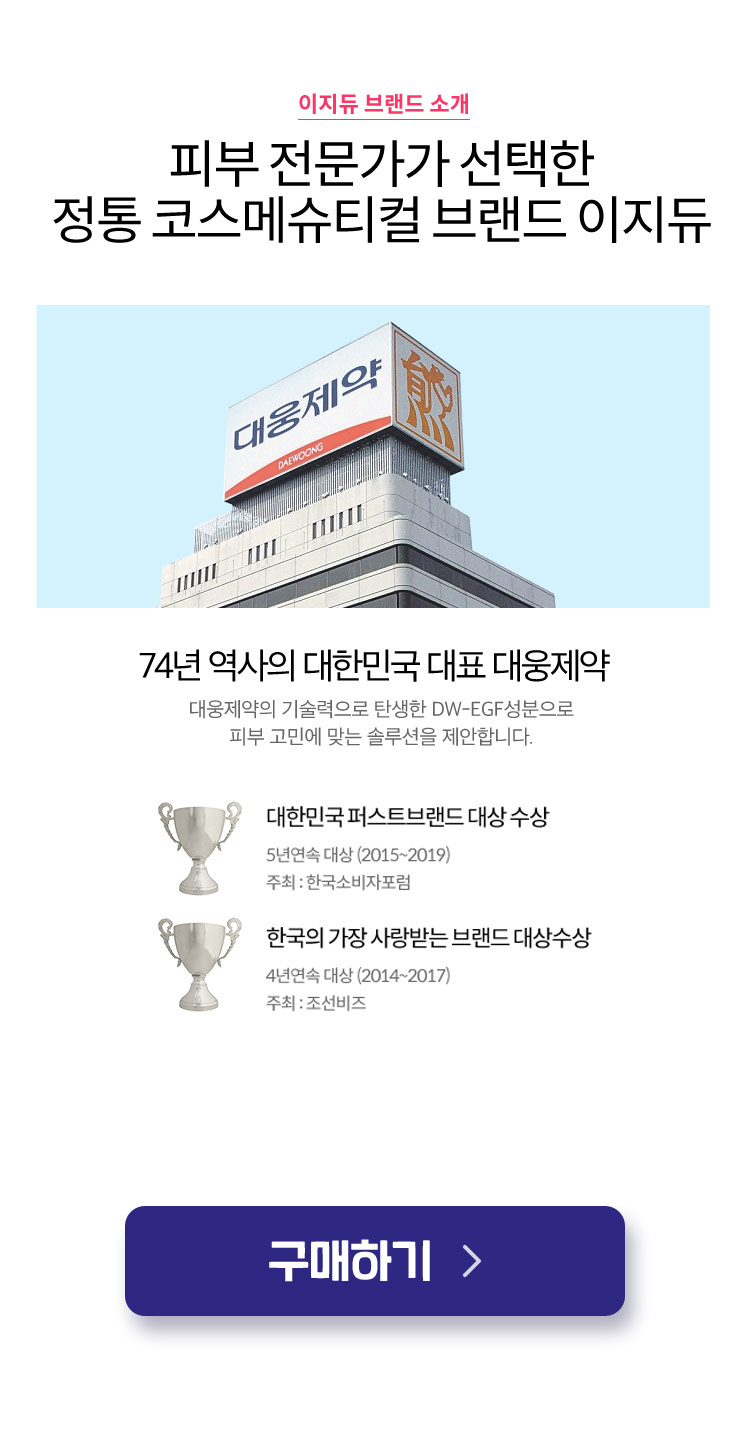 이지듀 브랜드 소개
피부 전문가가 선택한
정통 코스메슈티컬 브랜드 이지듀
대웅제약
DAEWOONG
熊
74년 역사의 대한민국 대표 대웅제약
대웅제약의 기술력으로 탄생한 DW-EGF성분으로
피부 고민에 맞는 솔루션을 제안합니다.
대한민국 퍼스트브랜드 대상 수상
5년연속 대상 (2015~2019)
주최 : 한국소비자포럼
한국의 가장 사랑받는 브랜드 대상수상
4년연속 대상 (2014~2017)
주최 : 조선비즈
구매하기